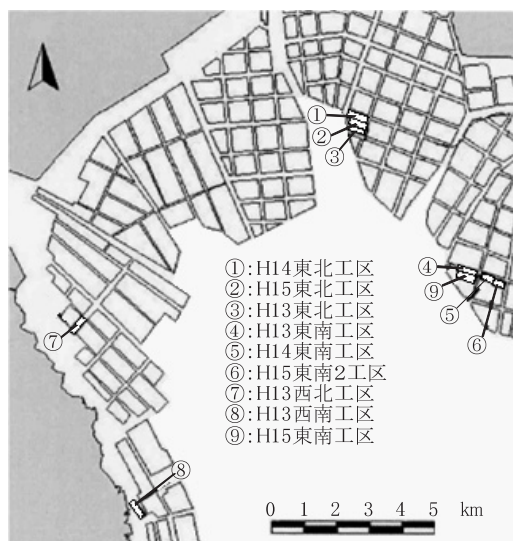 ①
②
③
④
⑨
⑤
⑥
⑦
⑧
①:H14東北工区
②:H15東北工区
③:H13東北工区
④:H13東南工区
⑤:H14東南工区
⑥:H15東南2工区
⑦:H13西北工区
⑧:H13西南工区
⑨:H15東南工区
0 1 2 3 4 5 km